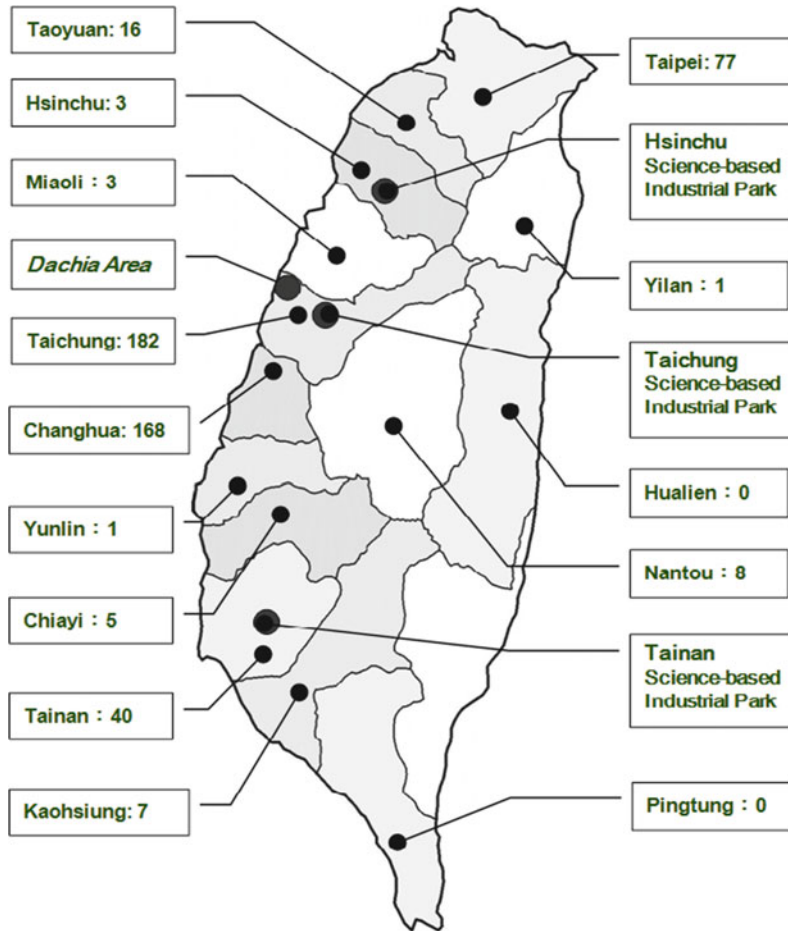 Taoyuan: 16
Hsinchu: 3
Miaoli：3
Dachia Area
Taichung: 182
Changhua: 168
Yunlin：1
Chiayi：5
Tainan：40
Kaohsiung: 7
Taipei: 77
Hsinchu
Science-based
Industrial Park
Yilan：1
Taichung
Science-based
Industrial Park
Hualien：0
Nantou：8
Tainan
Science-based
Industrial Park
Pingtung：0